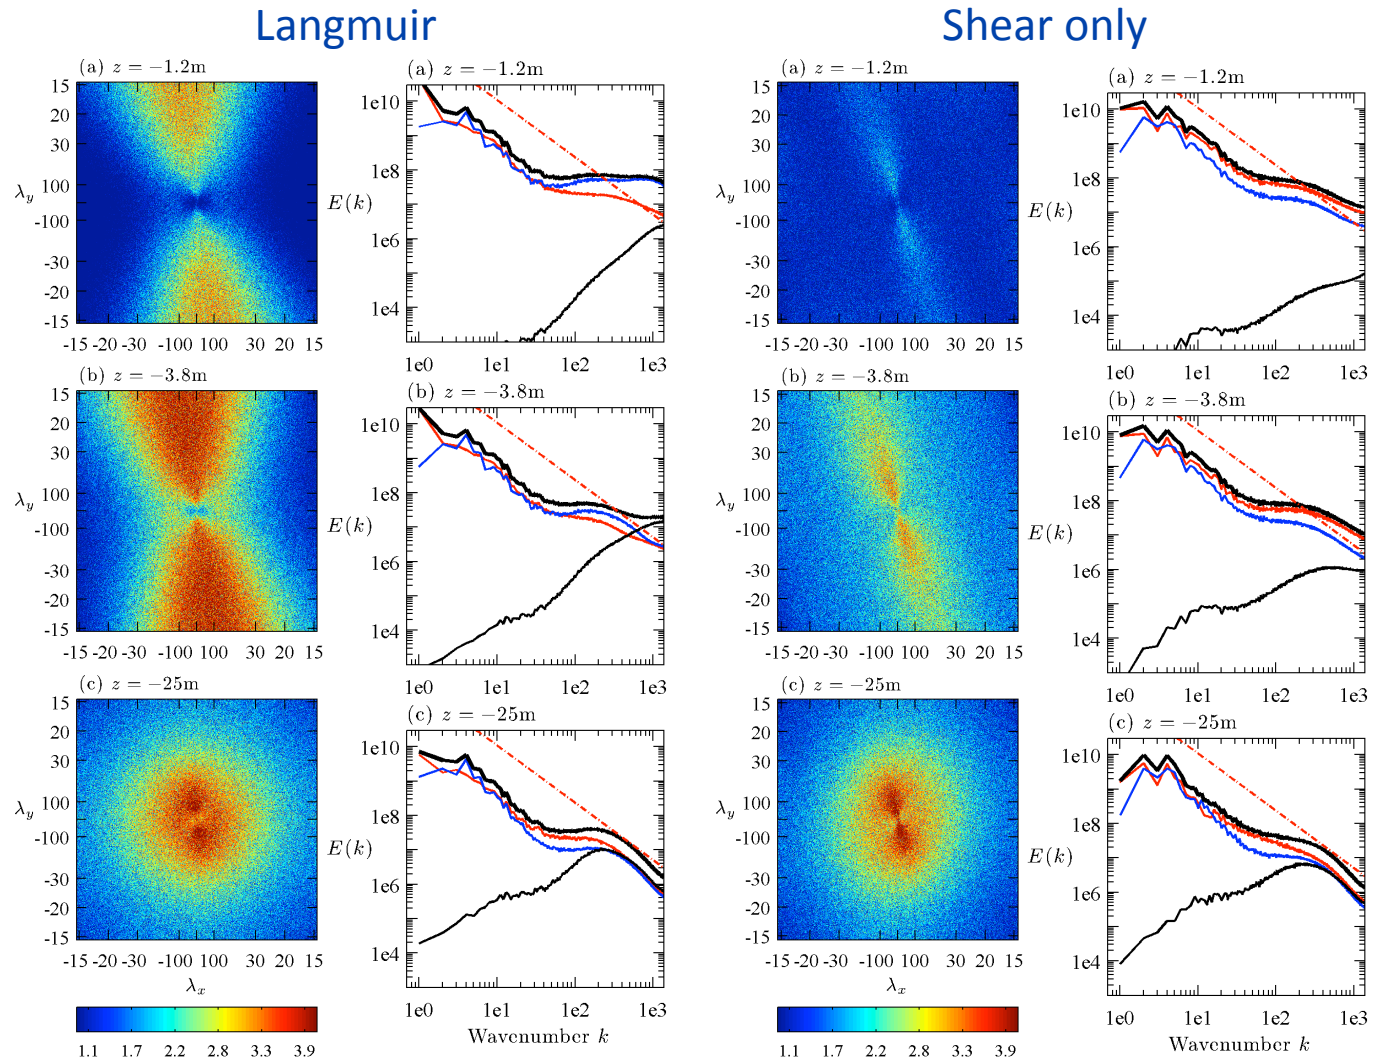 Langmuir
Shear only
(a) z = −1.2m
15
20
30
100
λy
-100
-30
-20
-15
-15 -20 -30 -100 100 30 20 15
(a) z = −1.2m
1e10
1e8
E(k)
1e6
1e4
1e0 1e1 1e2 1e3
(b) z = −3.8m
15
20
30
100
λy
-100
-30
-20
-15
-15 -20 -30 -100 100 30 20 15
(b) z = −3.8m
1e10
1e8
E(k)
1e6
1e4
1e0 1e1 1e2 1e3
(c) z = −25m
15
20
30
100
λy
-100
-30
-20
-15
-15 -20 -30 -100 100 30 20 15
λx
1.1 1.7 2.2 2.8 3.3 3.9
(c) z = −25m
1e10
1e8
E(k)
1e6
1e4
1e0 1e1 1e2 1e3
Wavenumber k
(a) z = −1.2m
15
20
30
100
λy
-100
-30
-20
-15
-15 -20 -30 -100 100 30 20 15
(a) z = −1.2m
1e10
1e8
E(k)
1e6
1e4
1e0 1e1 1e2 1e3
(b) z = −3.8m
15
20
30
100
λy
-100
-30
-20
-15
-15 -20 -30 -100 100 30 20 15
(b) z = −3.8m
1e10
1e8
E(k)
1e6
1e4
1e0 1e1 1e2 1e3
(c) z = −25m
15
20
30
100
λy
-100
-30
-20
-15
-15 -20 -30 -100 100 30 20 15
λx
1.1 1.7 2.2 2.8 3.3 3.9
(c) z = −25m
1e10
1e8
E(k)
1e6
1e4
1e0 1e1 1e2 1e3
Wavenumber k